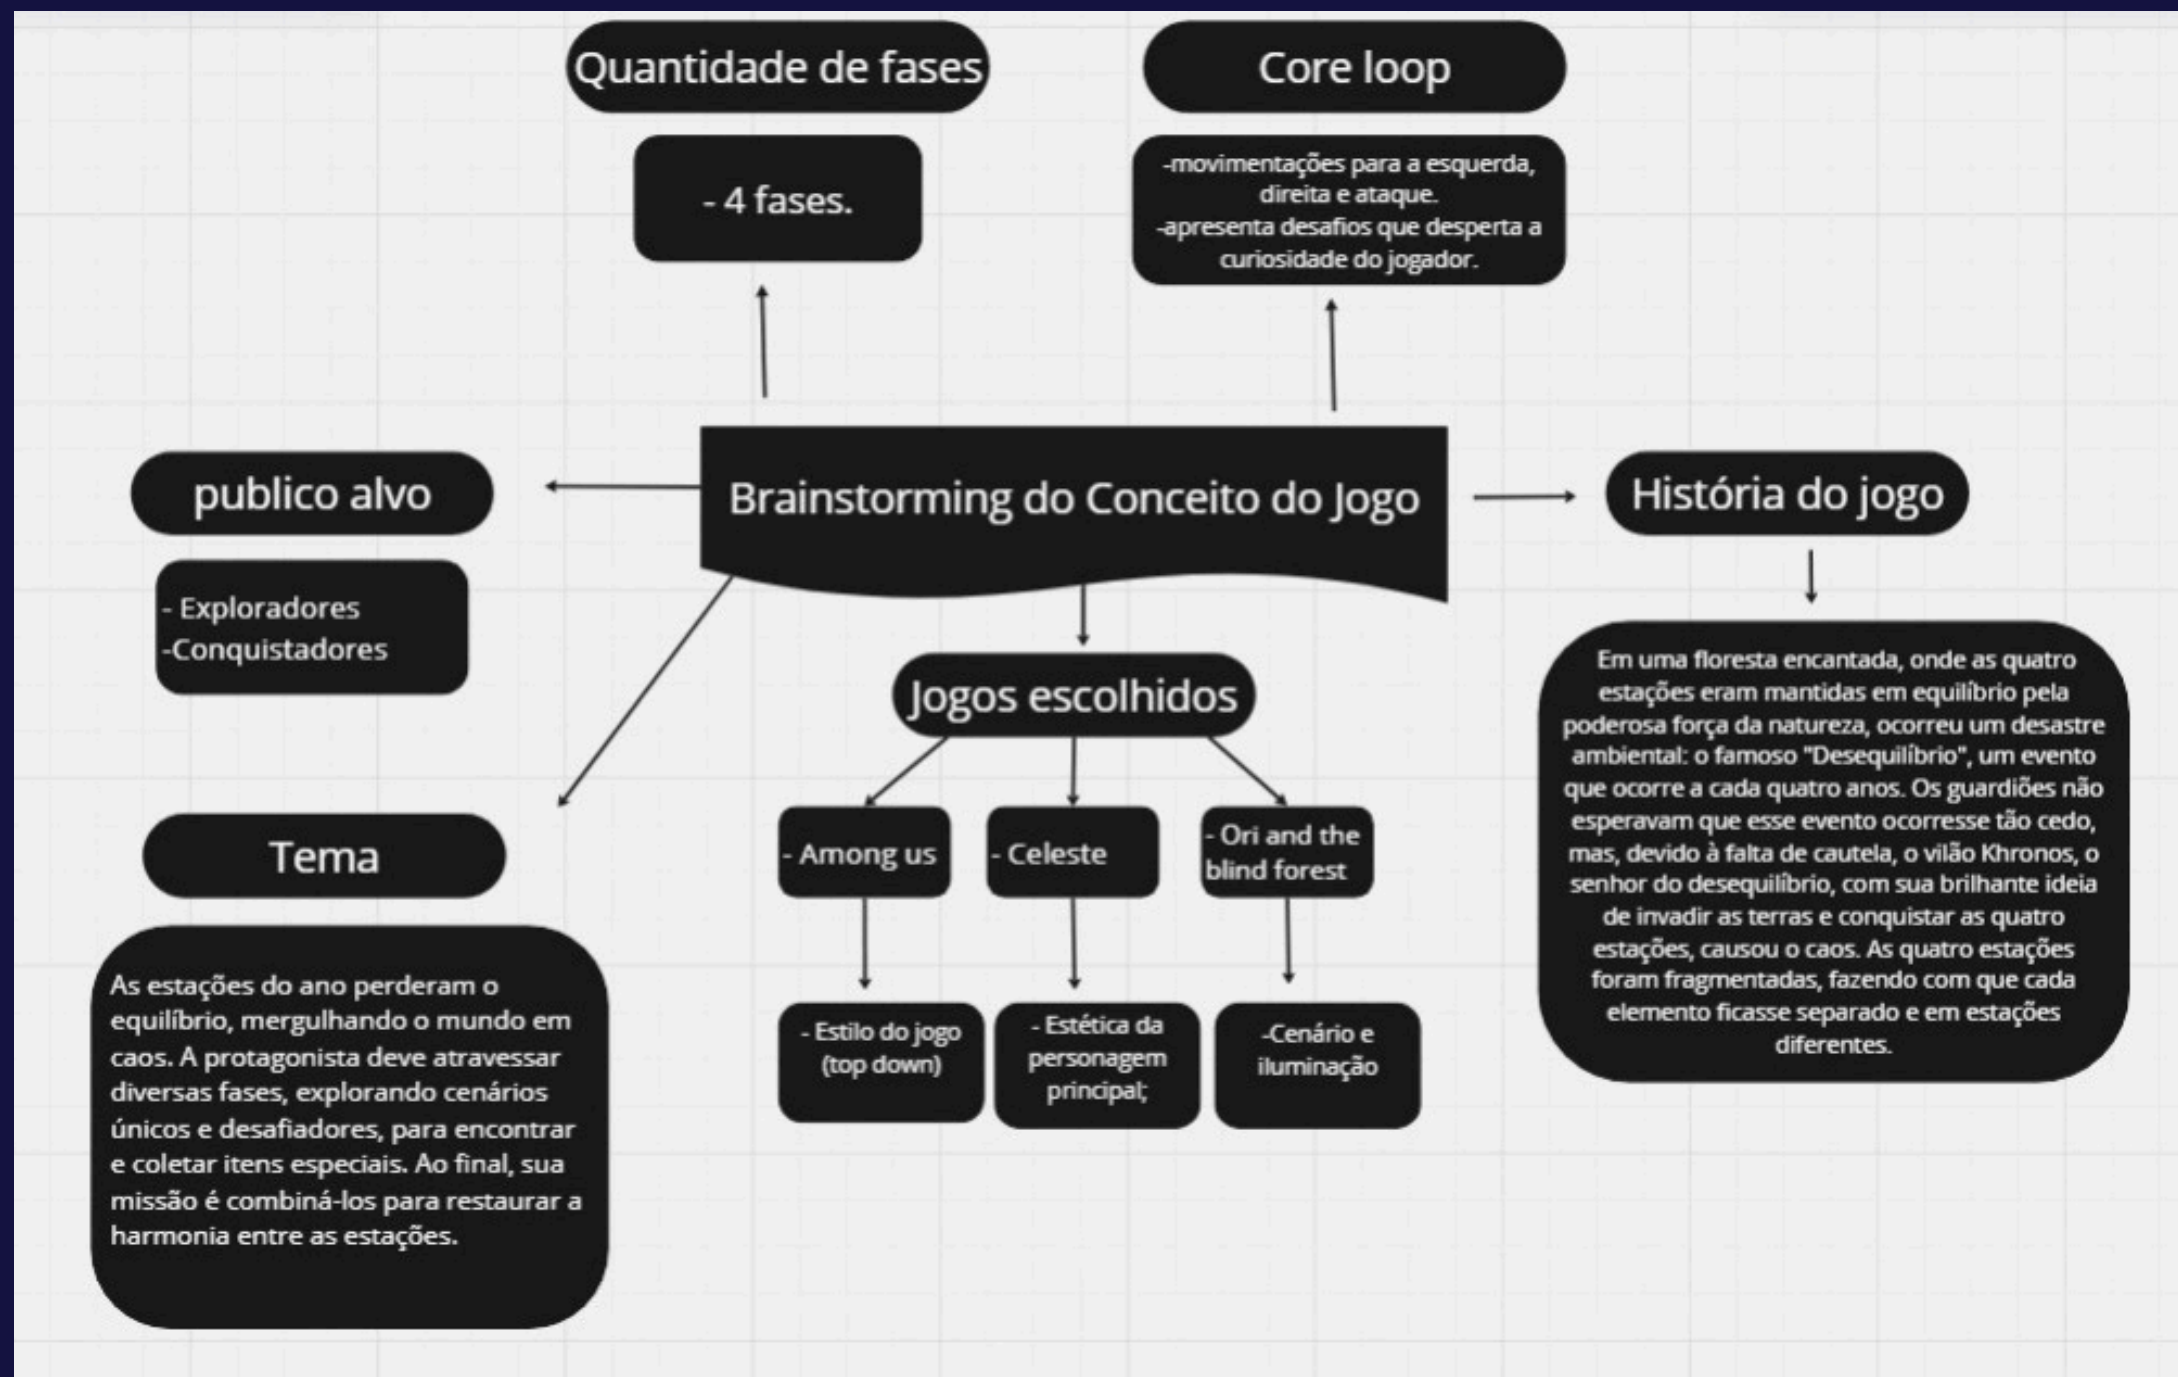 Quantidade de fases
- 4 fases.
Core loop
-movimentações para a esquerda,
direita e ataque.
-apresenta desafios que desperta a
curiosidade do jogador.
Brainstorming do Conceito do Jogo
publico alvo
- Exploradores
-Conquistadores
História do jogo
Em uma floresta encantada, onde as quatro
estações eram mantidas em equilíbrio pela
poderosa força da natureza, ocorreu um desastre
ambiental: o famoso "Desequilíbrio", um evento
que ocorre a cada quatro anos. Os guardiões não
esperavam que esse evento ocorresse tão cedo,
mas, devido à falta de cautela, o vilão Khronos, o
senhor do desequilíbrio, com sua brilhante ideia
de invadir as terras e conquistar as quatro
estações, causou o caos. As quatro estações
foram fragmentadas, fazendo com que cada
elemento ficasse separado e em estações
diferentes.
Tema
As estações do ano perderam o
equilíbrio, mergulhando o mundo em
caos. A protagonista deve atravessar
diversas fases, explorando cenários
únicos e desafiadores, para encontrar
e coletar itens especiais. Ao final, sua
missão é combiná-los para restaurar a
harmonia entre as estações.
Jogos escolhidos
- Among us
- Celeste
- Ori and the
blind forest
- Estilo do jogo
(top down)
- Estética da
personagem
principal;
-Cenário e
iluminação